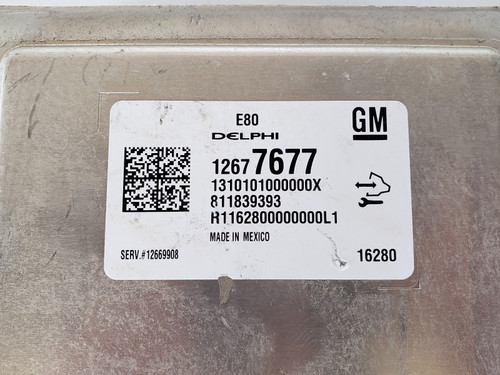 E80
DELPHI
GM
12677677
1310101000000X
811839393
R1162800000000L1
MADE IN MEXICO
SERV.#12669908
16280